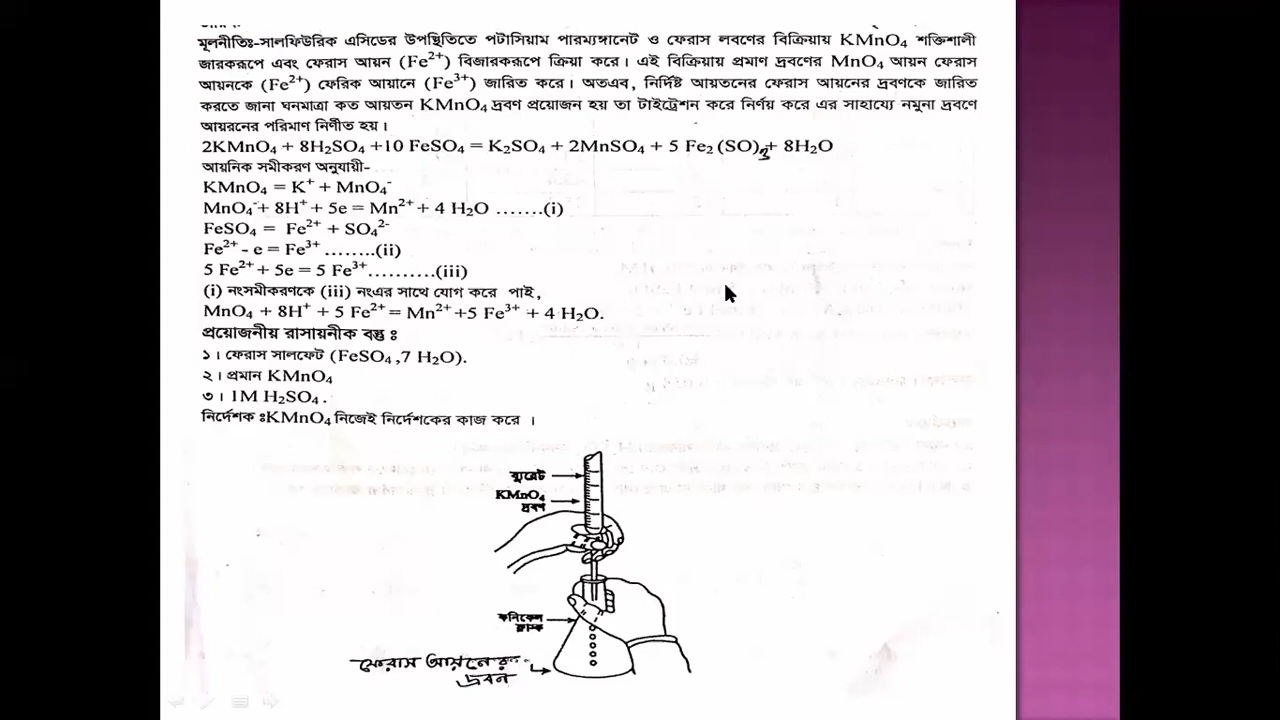 মূলনীতিঃ-সালফিউরিক এসিডের উপস্থিতিতে পটাসিয়াম পারম্যঙ্গানেট ও ফেরাস লবণের বিক্রিয়ায় KMnO₄ শক্তিশালী
জারকরূপে এবং ফেরাস আয়ন (Fe²⁺) বিজারকরূপে ক্রিয়া করে। এই বিক্রিয়ায় প্রমাণ দ্রবণের MnO₄ আয়ন ফেরাস
আয়নকে (Fe²⁺) ফেরিক আয়ানে (Fe³⁺) জারিত করে। অতএব, নির্দিষ্ট আয়তনের ফেরাস আয়নের দ্রবণকে জারিত
করতে জানা ঘনমাত্রা কত আয়তন KMnO₄ দ্রবণ প্রয়োজন হয় তা টাইট্রেশন করে নির্ণয় করে এর সাহায্যে নমুনা দ্রবণে
আয়রনের পরিমাণ নির্ণীত হয়।
2KMnO₄ + 8H₂SO₄ +10 FeSO₄ = K₂SO₄ + 2MnSO₄ + 5 Fe₂ (SO)₃+ 8H₂O
আয়নিক সমীকরণ অনুযায়ী-
KMnO₄ = K⁺ + MnO₄⁻
MnO₄⁻+ 8H⁺ + 5e = Mn²⁺ + 4 H₂O …….(i)
FeSO₄ = Fe²⁺ + SO₄²⁻
Fe²⁺ - e = Fe³⁺ ……..(ii)
5 Fe²⁺ + 5e = 5 Fe³⁺……….(iii)
(i) নংসমীকরণকে (iii) নংএর সাথে যোগ করে পাই,
MnO₄ + 8H⁺ + 5 Fe²⁺ = Mn²⁺ +5 Fe³⁺ + 4 H₂O.
প্রয়োজনীয় রাসায়নীক বস্তু ঃ
১। ফেরাস সালফেট (FeSO₄ ,7 H₂O).
২। প্রমান KMnO₄
৩। 1M H₂SO₄ .
নির্দেশক ঃKMnO₄ নিজেই নির্দেশকের কাজ করে ।
ব্যুরেট
KMnO₄
দ্রবণ
কনিকেল
ফ্লাস্ক
ফেরাস আয়নের
দ্রবন